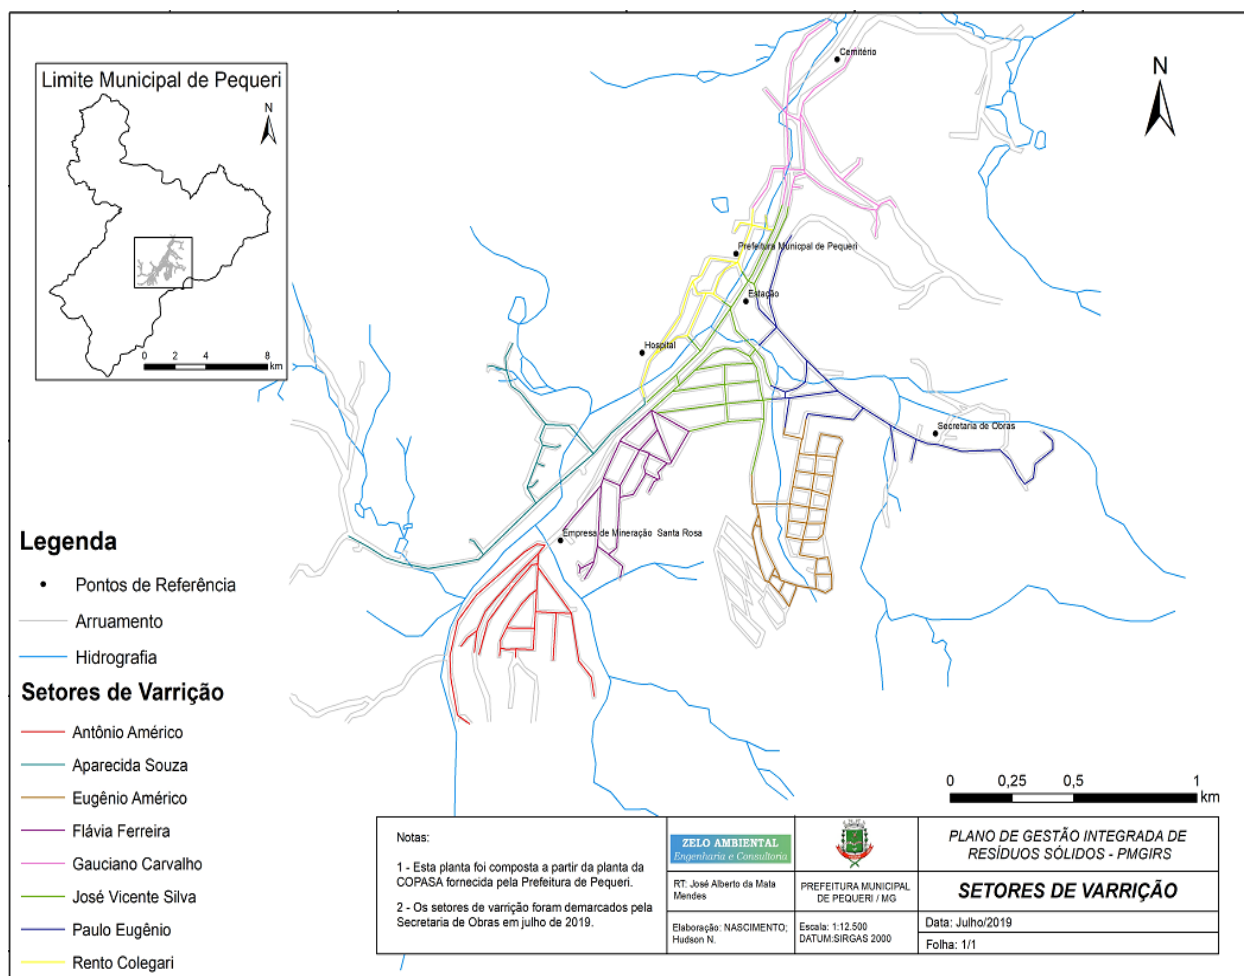 Limite Municipal de Pequeri
N
0 2 4 8
km
N
Cemitério
Prefeitura Municpal de Pequeri
Estação
Hospital
Secretaria de Obras
Empresa de Mineração Santa Rosa
Legenda
Pontos de Referência
Arruamento
Hidrografia
Setores de Varrição
Antônio Américo
Aparecida Souza
Eugênio Américo
Flávia Ferreira
Gauciano Carvalho
José Vicente Silva
Paulo Eugênio
Rento Colegari
0 0,25 0,5 1
km
Notas:
1 - Esta planta foi composta a partir da planta da
COPASA fornecida pela Prefeitura de Pequeri.
2 - Os setores de varrição foram demarcados pela
Secretaria de Obras em julho de 2019.
ZELO AMBIENTAL
Engenharia e Consultoria
RT: José Alberto da Mata
Mendes
Elaboração: NASCIMENTO;
Hudson N.
PREFEITURA MUNICIPAL
DE PEQUERI / MG
Escala: 1:12.500
DATUM:SIRGAS 2000
PLANO DE GESTÃO INTEGRADA DE
RESÍDUOS SÓLIDOS - PMGIRS
SETORES DE VARRIÇÃO
Data: Julho/2019
Folha: 1/1